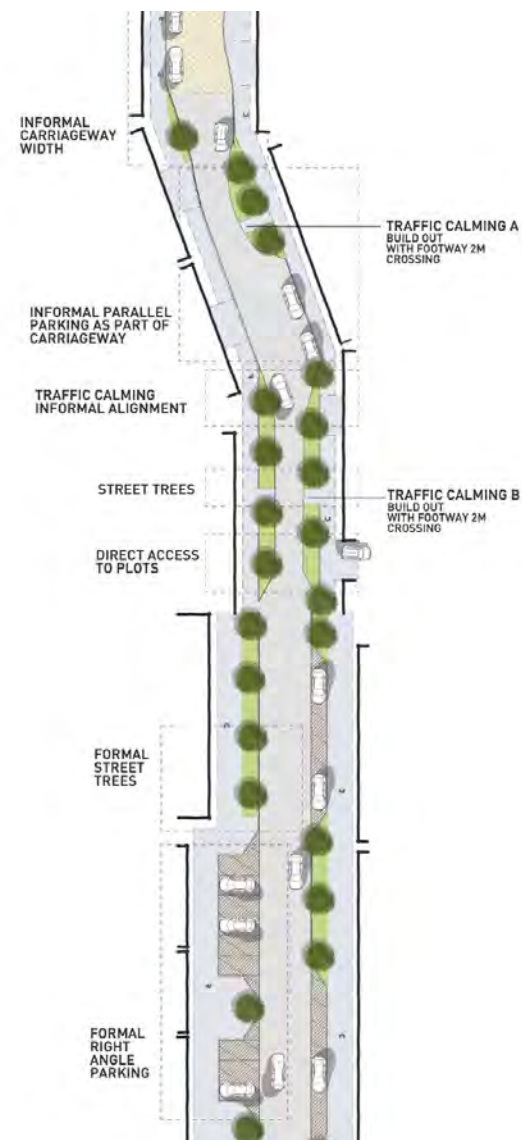 INFORMAL
CARRIAGEWAY
WIDTH
TRAFFIC CALMING A
BUILD OUT
WITH FOOTWAY 2M
CROSSING
INFORMAL PARALLEL
PARKING AS PART OF
CARRIAGEWAY
TRAFFIC CALMING
INFORMAL ALIGNMENT
STREET TREES
TRAFFIC CALMING B
BUILD OUT
WITH FOOTWAY 2M
CROSSING
DIRECT ACCESS
TO PLOTS
FORMAL
STREET
TREES
FORMAL
RIGHT
ANGLE
PARKING